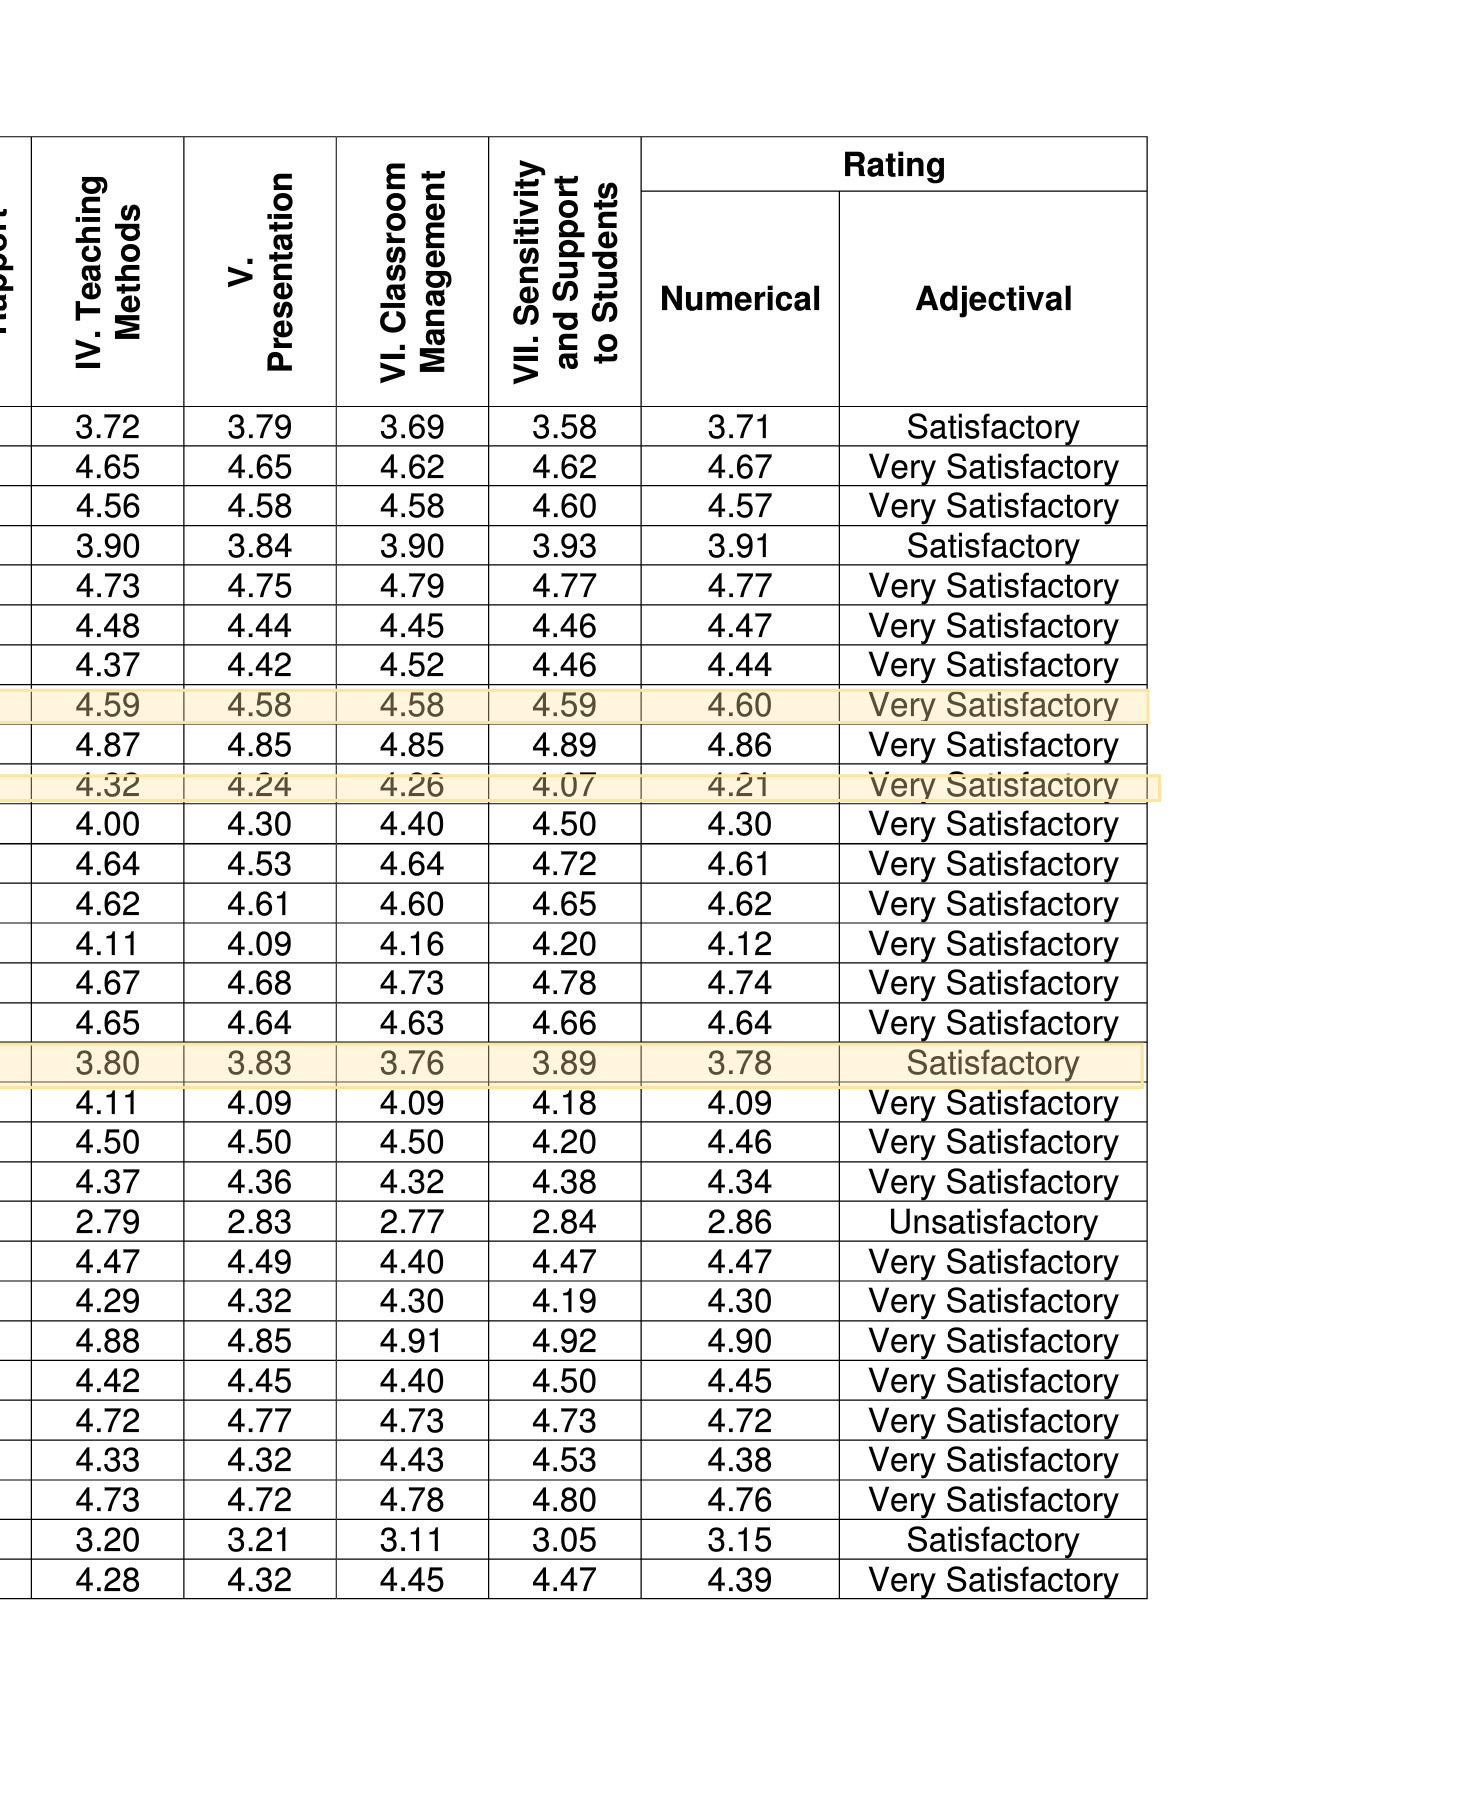 Rapport
IV. Teaching
Methods
V.
Presentation
VI. Classroom
Management
VII. Sensitivity
and Support
to Students
Rating
Numerical
Adjectival
3.72 3.79 3.69 3.58 3.71 Satisfactory
4.65 4.65 4.62 4.62 4.67 Very Satisfactory
4.56 4.58 4.58 4.60 4.57 Very Satisfactory
3.90 3.84 3.90 3.93 3.91 Satisfactory
4.73 4.75 4.79 4.77 4.77 Very Satisfactory
4.48 4.44 4.45 4.46 4.47 Very Satisfactory
4.37 4.42 4.52 4.46 4.44 Very Satisfactory
4.59 4.58 4.58 4.59 4.60 Very Satisfactory
4.87 4.85 4.85 4.89 4.86 Very Satisfactory
4.32 4.24 4.26 4.07 4.21 Very Satisfactory
4.00 4.30 4.40 4.50 4.30 Very Satisfactory
4.64 4.53 4.64 4.72 4.61 Very Satisfactory
4.62 4.61 4.60 4.65 4.62 Very Satisfactory
4.11 4.09 4.16 4.20 4.12 Very Satisfactory
4.67 4.68 4.73 4.78 4.74 Very Satisfactory
4.65 4.64 4.63 4.66 4.64 Very Satisfactory
3.80 3.83 3.76 3.89 3.78 Satisfactory
4.11 4.09 4.09 4.18 4.09 Very Satisfactory
4.50 4.50 4.50 4.20 4.46 Very Satisfactory
4.37 4.36 4.32 4.38 4.34 Very Satisfactory
2.79 2.83 2.77 2.84 2.86 Unsatisfactory
4.47 4.49 4.40 4.47 4.47 Very Satisfactory
4.29 4.32 4.30 4.19 4.30 Very Satisfactory
4.88 4.85 4.91 4.92 4.90 Very Satisfactory
4.42 4.45 4.40 4.50 4.45 Very Satisfactory
4.72 4.77 4.73 4.73 4.72 Very Satisfactory
4.33 4.32 4.43 4.53 4.38 Very Satisfactory
4.73 4.72 4.78 4.80 4.76 Very Satisfactory
3.20 3.21 3.11 3.05 3.15 Satisfactory
4.28 4.32 4.45 4.47 4.39 Very Satisfactory